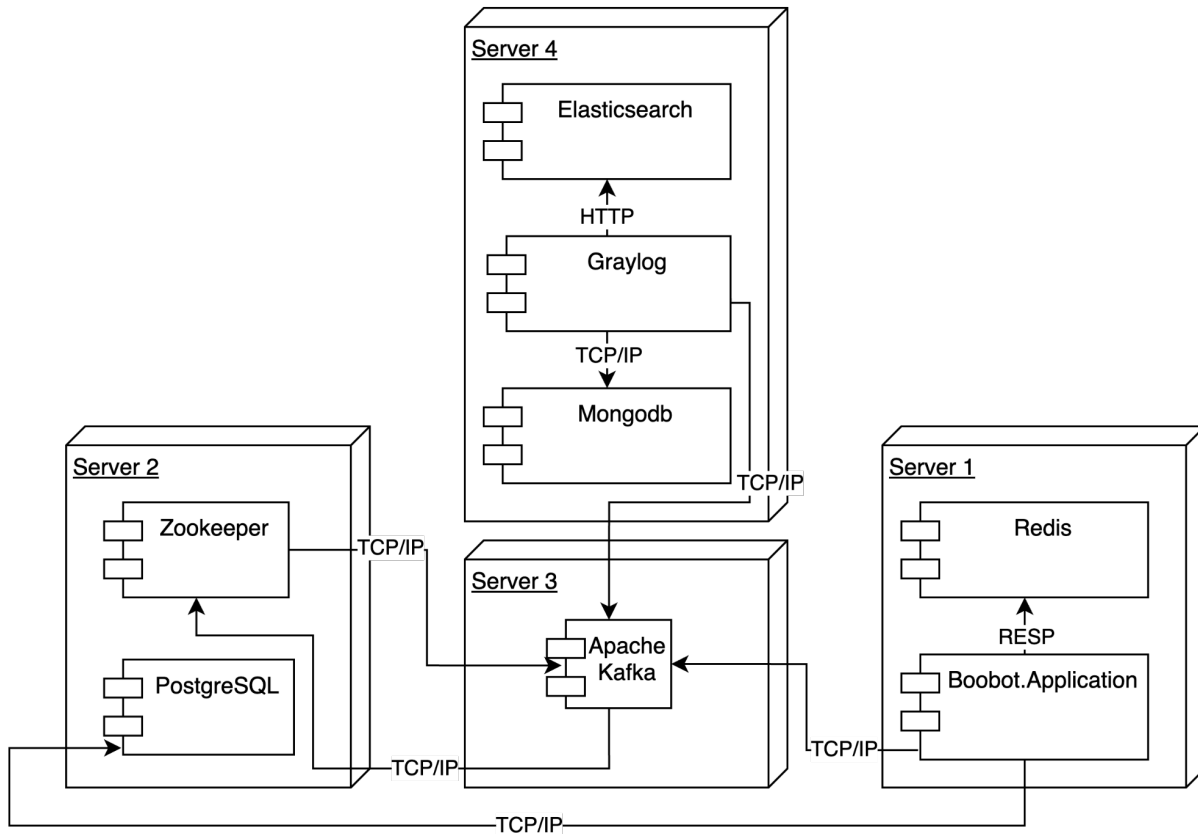 Server 4
Elasticsearch
HTTP
Graylog
TCP/IP
Mongodb
TCP/IP
Server 2
Zookeeper
TCP/IP
PostgreSQL
Server 3
Apache
Kafka
TCP/IP
Server 1
Redis
RESP
Boobot.Application
TCP/IP
TCP/IP